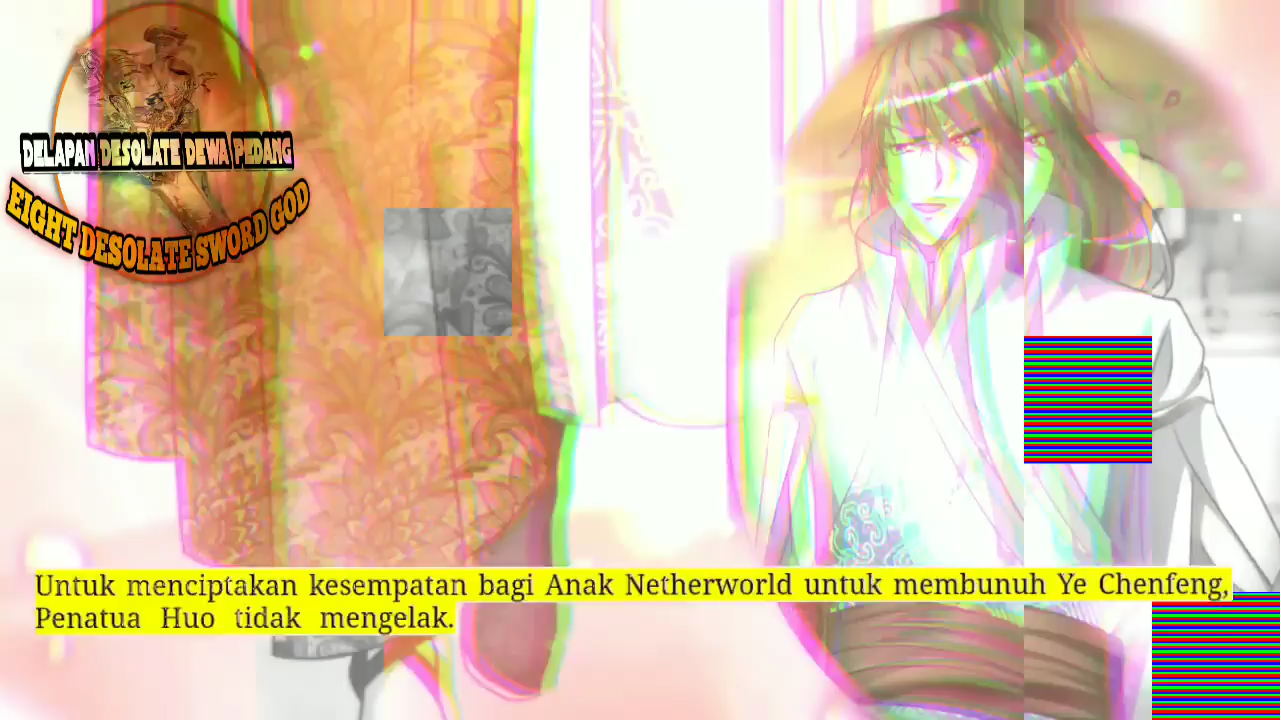 DELAPAN DESOLATE DEWA PEDANG
EIGHT DESOLATE SWORD GOD
Untuk menciptakan kesempatan bagi Anak Netherworld untuk membunuh Ye Chenfeng,
Penatua Huo tidak mengelak.